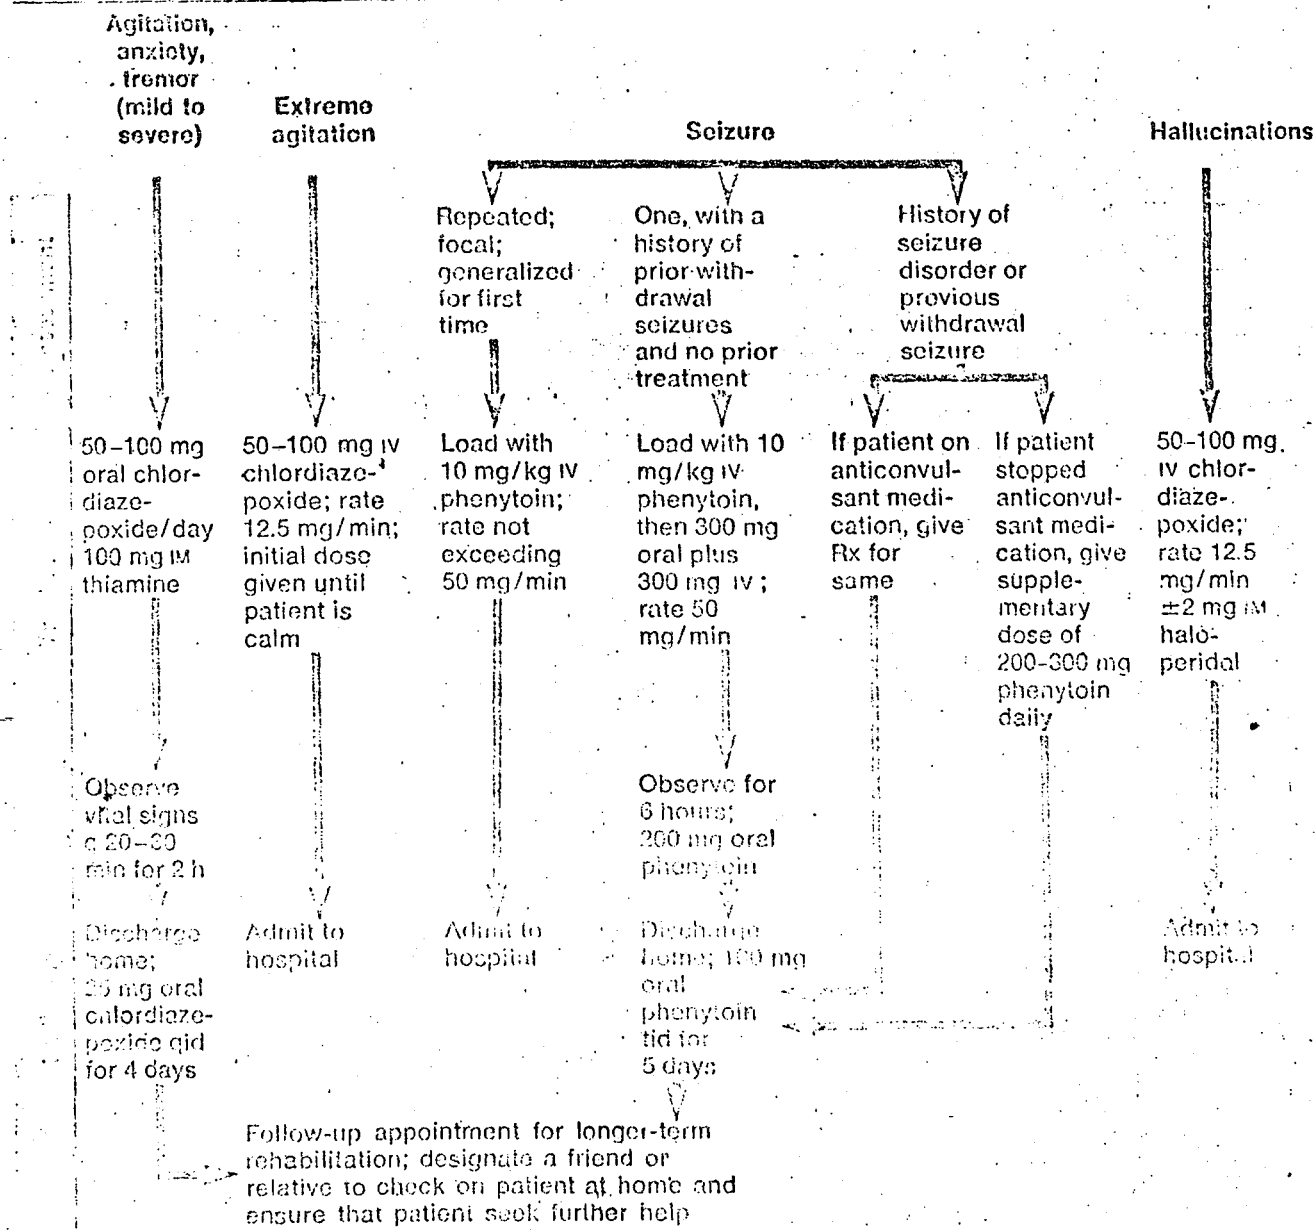 Agitation,
anxiety,
tremor
(mild to
severe)
Extreme
agitation
Seizure
Hallucinations
Repeated;
focal;
generalized
for first
time
One, with a
history of
prior with-
drawal
seizures
and no prior
treatment
History of
seizure
disorder or
previous
withdrawal
seizure
50–100 mg
oral chlor-
diaze-
poxide/day
100 mg IM
thiamine
50–100 mg IV
chlordiaze-
poxide; rate
12.5 mg/min;
initial dose
given until
patient is
calm
Load with
10 mg/kg IV
phenytoin;
rate not
exceeding
50 mg/min
Load with 10
mg/kg IV
phenytoin,
then 300 mg
oral plus
300 mg IV;
rate 50
mg/min
If patient on
anticonvul-
sant medi-
cation, give
Rx for
same
If patient
stopped
anticonvul-
sant medi-
cation, give
supple-
mentary
dose of
200–300 mg
phenytoin
daily
50–100 mg
IV chlor-
diaze-
poxide;
rate 12.5
mg/min
±2 mg IM
halo-
peridol
Observe
vital signs
q 20–30
min for 2 h
Observe for
6 hours;
mg oral
phenytoin
Discharge
home;
mg oral
chlordiaze-
poxide qid
for 4 days
Admit to
hospital
Admit to
hospital
Discharge
home; 100 mg
oral
phenytoin
tid for
5 days
Admit to
hospital
Follow-up appointment for longer-term
rehabilitation; designate a friend or
relative to check on patient at home and
ensure that patient seek further help